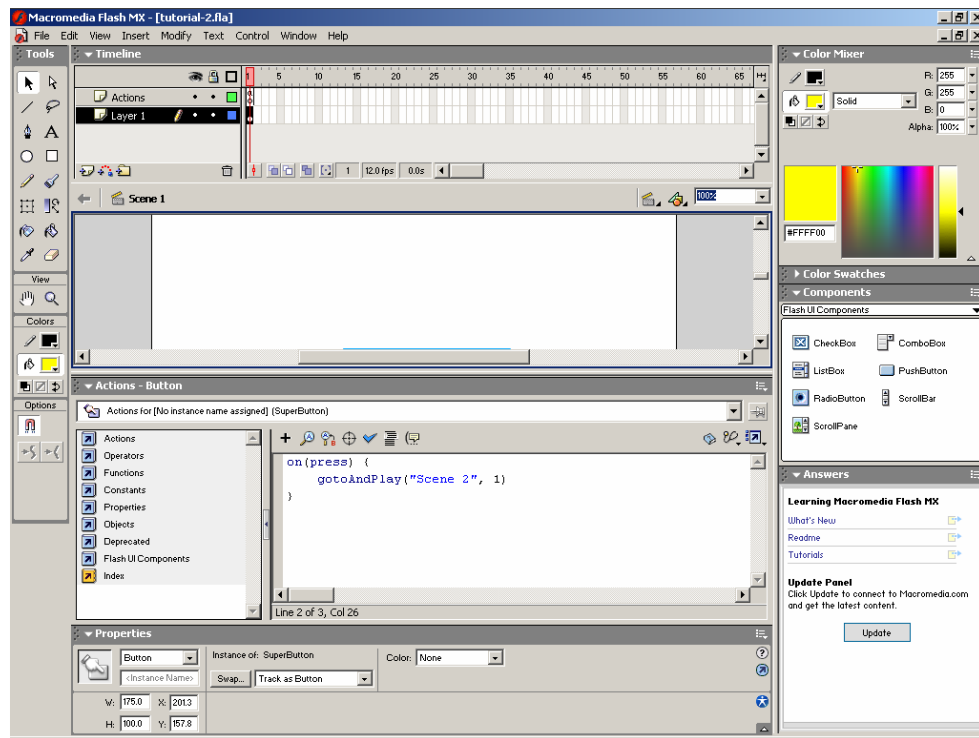 Macromedia Flash MX - [tutorial-2.fla]
File Edit View Insert Modify Text Control Window Help
Tools
Timeline
1 5 10 15 20 25 30 35 40 45 50 55 60 65
Actions
Layer 1
1 12.0 fps 0.0s
Scene 1
100%
View
Colors
Options
Actions - Button
Actions for [No instance name assigned] (SuperButton)
Actions
Operators
Functions
Constants
Properties
Objects
Deprecated
Flash UI Components
Index
on(press) {
gotoAndPlay("Scene 2", 1)
}
Line 2 of 3, Col 26
Properties
Button
Instance of: SuperButton
Color: None
<Instance Name>
Swap...
Track as Button
W: 175.0 X: 201.3
H: 100.0 Y: 157.8
Color Mixer
R: 255
Solid
G: 255
B: 0
Alpha: 100%
#FFFF00
Color Swatches
Components
Flash UI Components
CheckBox ComboBox
ListBox PushButton
RadioButton ScrollBar
ScrollPane
Answers
Learning Macromedia Flash MX
What's New
Readme
Tutorials
Update Panel
Click Update to connect to Macromedia.com
and get the latest content.
Update